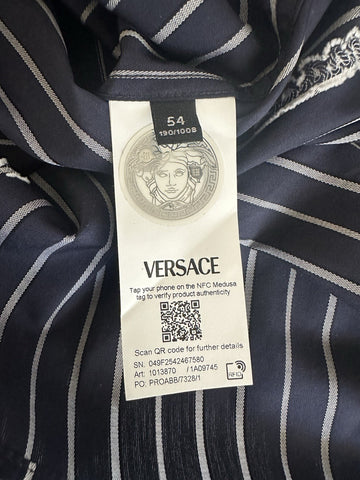 54
190/100B
VERSACE
Tap your phone on the NFC Medusa
tag to verify product authenticity
Scan QR code for further details
SN: 049F2542467580
Art: 1013870 /1A09745
PO: PROABB/7328/1